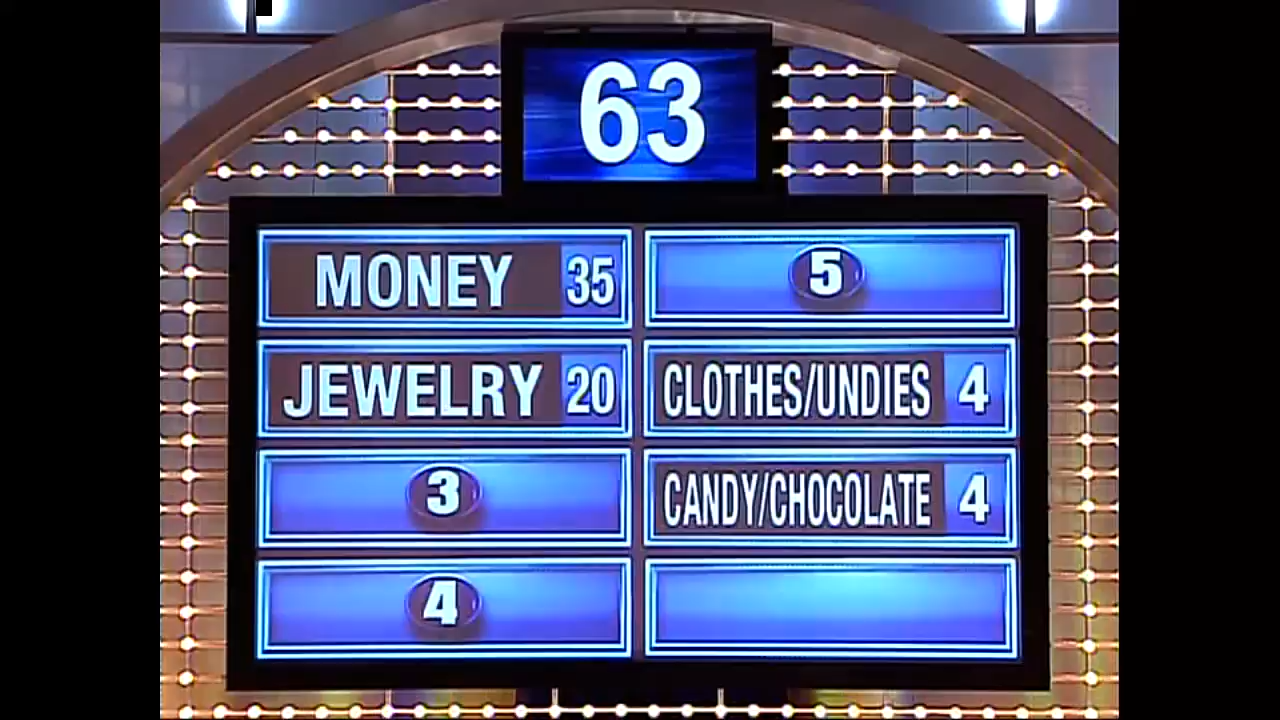 63
MONEY 35
JEWELRY 20
3
4
5
CLOTHES/UNDIES 4
CANDY/CHOCOLATE 4